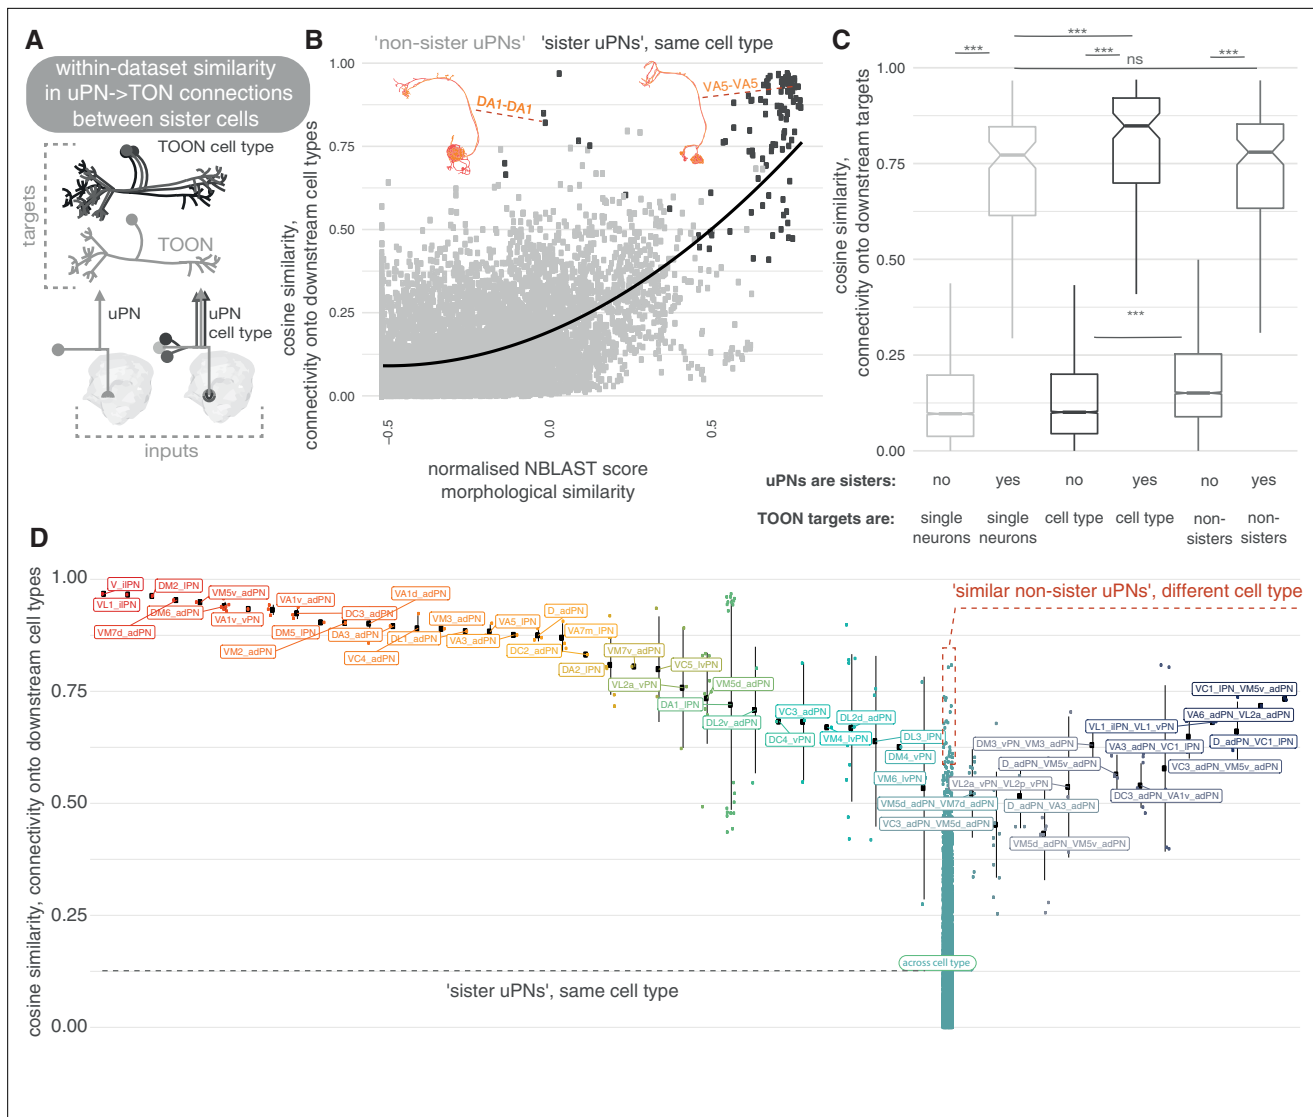 A
within-dataset similarity
in uPN->TON connections
between sister cells
TOON cell type
targets
TOON
uPN
uPN
cell type
inputs
B
'non-sister uPNs' 'sister uPNs', same cell type
cosine similarity,
connectivity onto downstream cell types
1.00
0.75
0.50
0.25
0.00
DA1-DA1
VA5-VA5
-0.5
0.0
0.5
normalised NBLAST score
morphological similarity
C
cosine similarity,
connectivity onto downstream targets
1.00
0.75
0.50
0.25
0.00
***
***
***
***
ns
***
uPNs are sisters: no yes no yes no yes
TOON targets are: single neurons single neurons cell type cell type non-sisters non-sisters
D
cosine similarity, connectivity onto downstream cell types
1.00
0.75
0.50
0.25
0.00
V_ilPN
DM2_lPN
VL1_ilPN
VM5v_adPN
DM6_adPN
VM7d_adPN
VA1v_vPN
VA1v_adPN
VA1d_adPN
DC3_adPN
DM5_lPN
DA3_adPN
VM2_adPN
VC4_adPN
DL1_adPN
VM3_adPN
VA5_lPN
VA3_adPN
D_adPN
VA7m_lPN
DC2_adPN
DA2_lPN
VM7v_adPN
VC5_lvPN
VL2a_vPN
VM5d_adPN
DA1_lPN
DL2v_adPN
VC3_adPN
DL2d_adPN
DC4_vPN
VM4_lvPN
DL3_lPN
DM4_vPN
VM6_lvPN
VM5d_adPN_VM7d_adPN
VC3_adPN_VM5d_adPN
across cell type
'sister uPNs', same cell type
'similar non-sister uPNs', different cell type
DM3_vPN_VM3_adPN
D_adPN_VM5v_adPN
VL2a_vPN_VL2p_vPN
D_adPN_VA3_adPN
VM5d_adPN_VM5v_adPN
VL1_ilPN_VL1_vPN
VA3_adPN_VC1_lPN
DC3_adPN_VA1v_adPN
VC3_adPN_VM5v_adPN
VC1_lPN_VM5v_adPN
VA6_adPN_VL2a_adPN
D_adPN_VC1_lPN